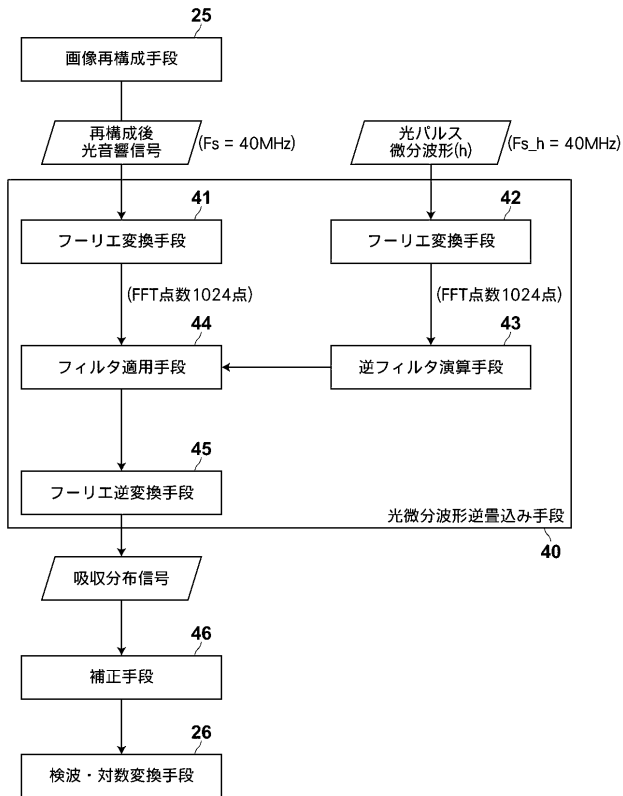 25
画像再構成手段
再構成後
光音響信号
(Fs = 40MHz)
光パルス
微分波形(h)
(Fs_h = 40MHz)
41
フーリエ変換手段
42
フーリエ変換手段
(FFT点数1024点)
(FFT点数1024点)
44
フィルタ適用手段
43
逆フィルタ演算手段
45
フーリエ逆変換手段
光微分波形逆畳込み手段
40
吸収分布信号
46
補正手段
26
検波・対数変換手段